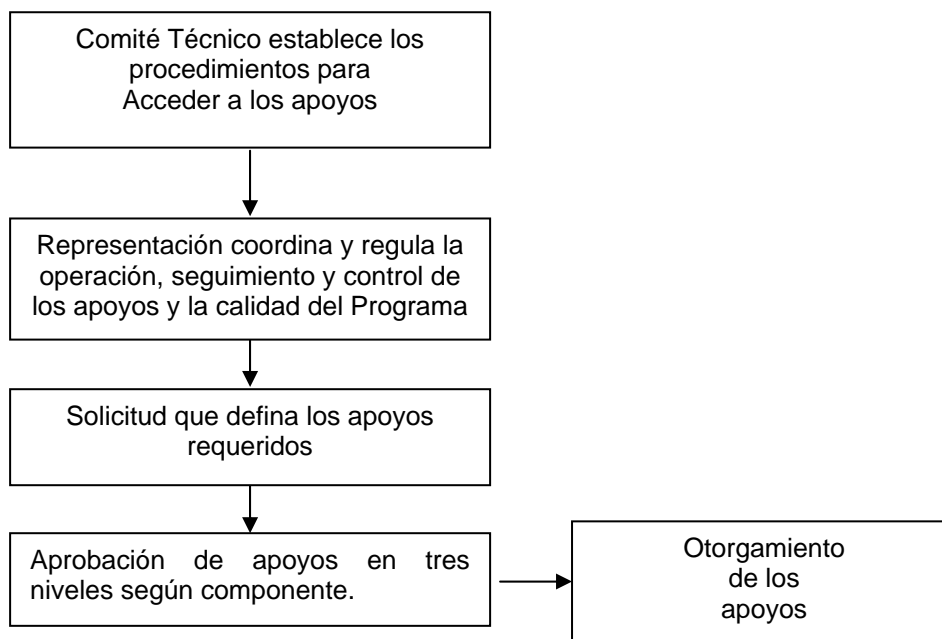 Comité Técnico establece los
procedimientos para
Acceder a los apoyos
Representación coordina y regula la
operación, seguimiento y control de
los apoyos y la calidad del Programa
Solicitud que defina los apoyos
requeridos
Aprobación de apoyos en tres
niveles según componente.
Otorgamiento
de los
apoyos